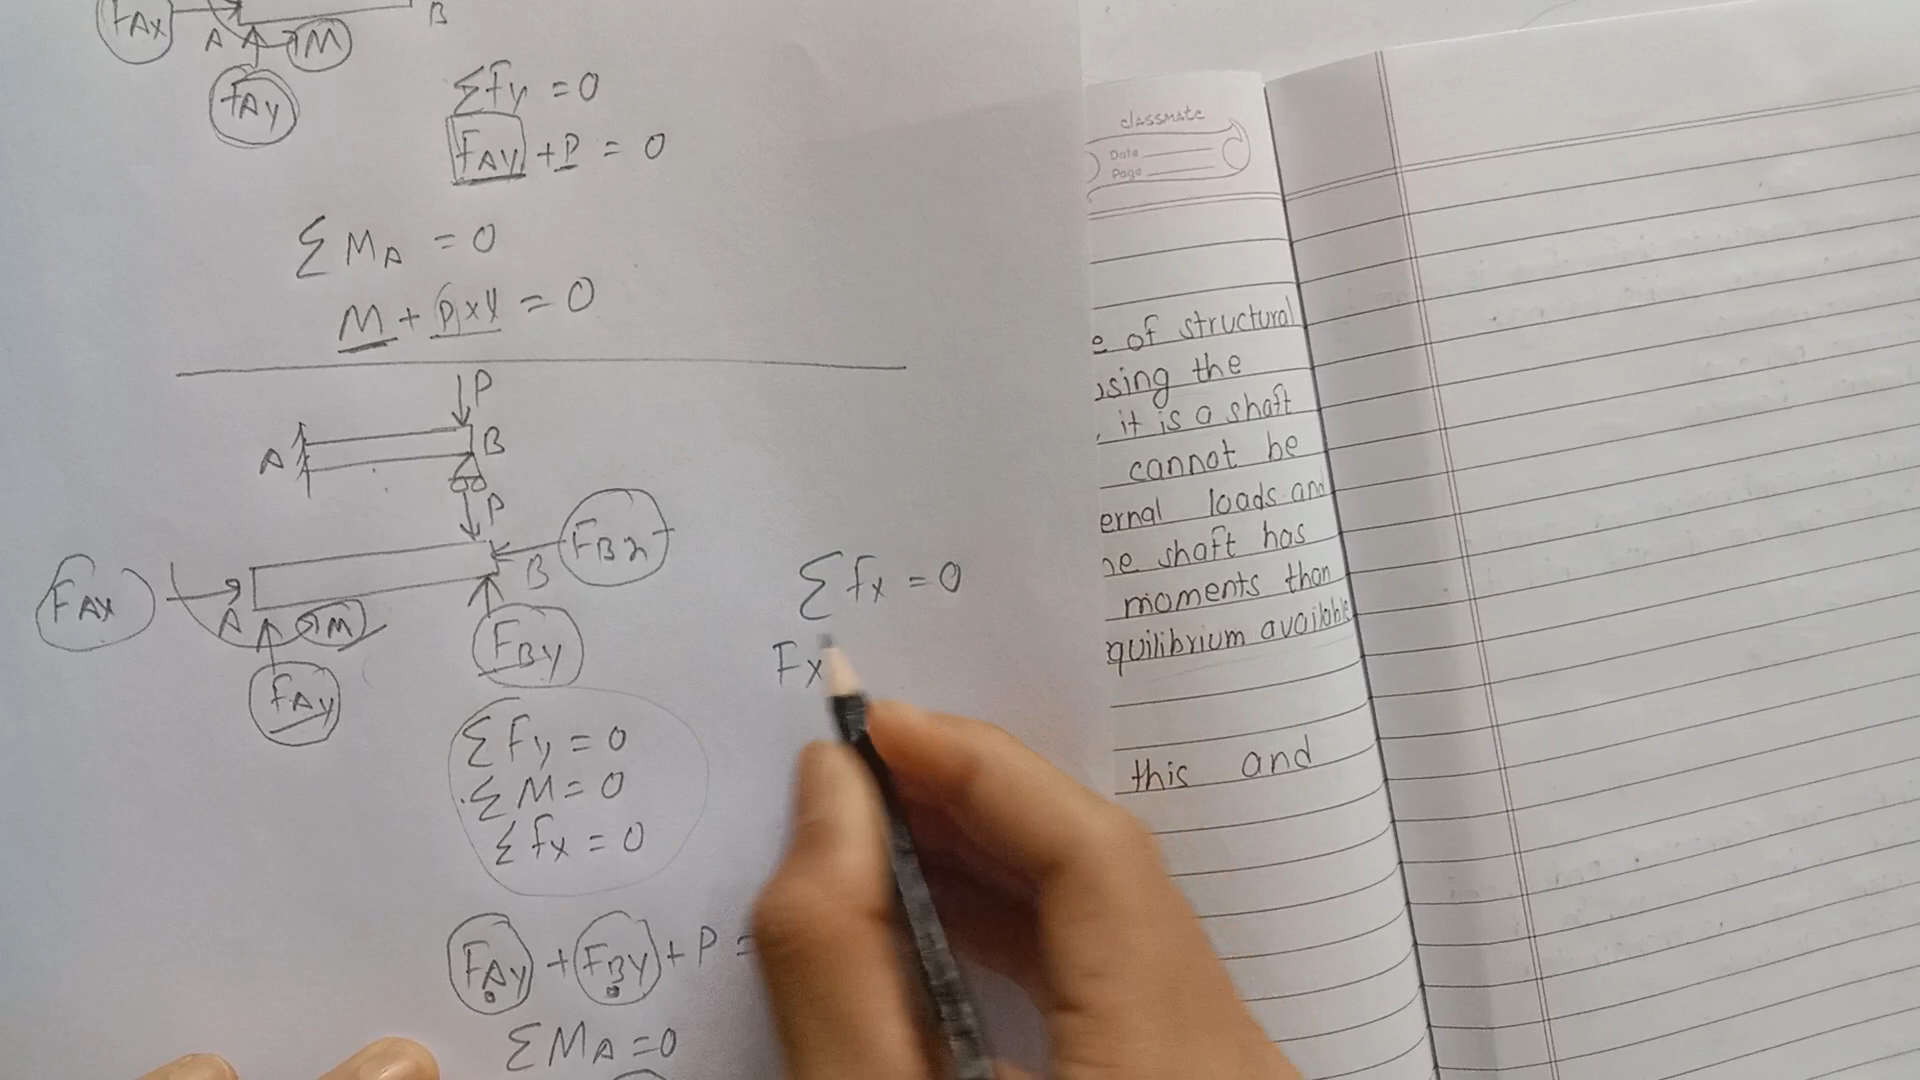 FAx
A
M
B
FAy
Σfy = 0
FAy + P = 0
ΣMA = 0
M + P x y = 0
P
A
B
P
FBx
FAx
A
M
B
FBy
FAy
Σfx = 0
Fx
ΣFy = 0
ΣM = 0
Σfx = 0
FAy + FBy + P =
ΣMA = 0
classmate
Date
Page
e of structural
using the
, it is a shaft
cannot be
ernal loads and
he shaft has
moments than
quilibrium available
this and